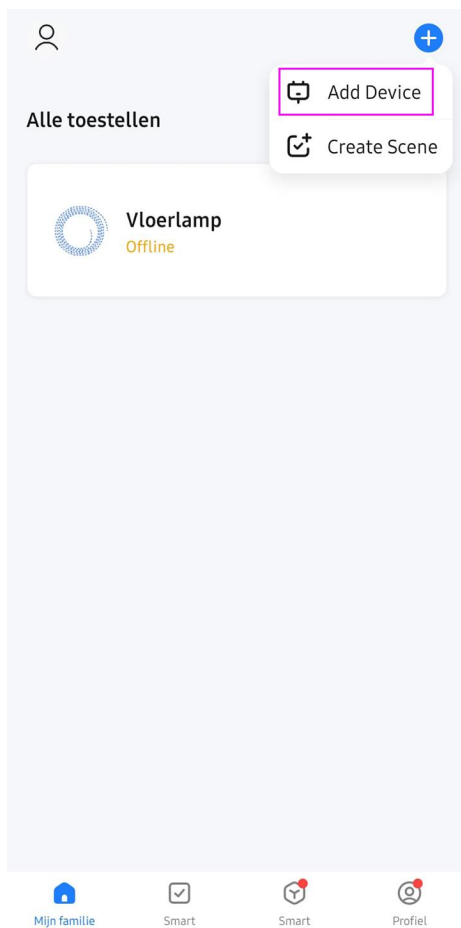 Add Device
Alle toestellen
Create Scene
Vloerlamp
Offline
Mijn familie
Smart
Smart
Profiel